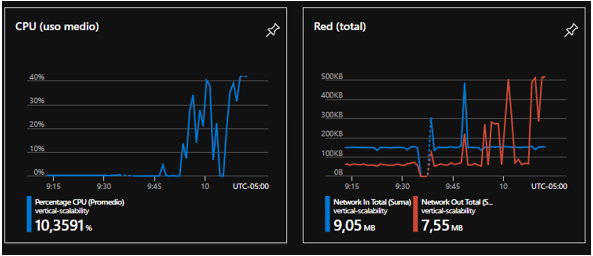 CPU (uso medio)
40%
30%
20%
10%
0%
9:15 9:30 9:45 10 UTC-05:00
Percentage CPU (Promedio)
vertical-scalability
10,3591 %
Red (total)
500KB
400KB
300KB
200KB
100KB
0B
9:15 9:30 9:45 10 UTC-05:00
Network In Total (Suma)
vertical-scalability
9,05 MB
Network Out Total (S...
vertical-scalability
7,55 MB